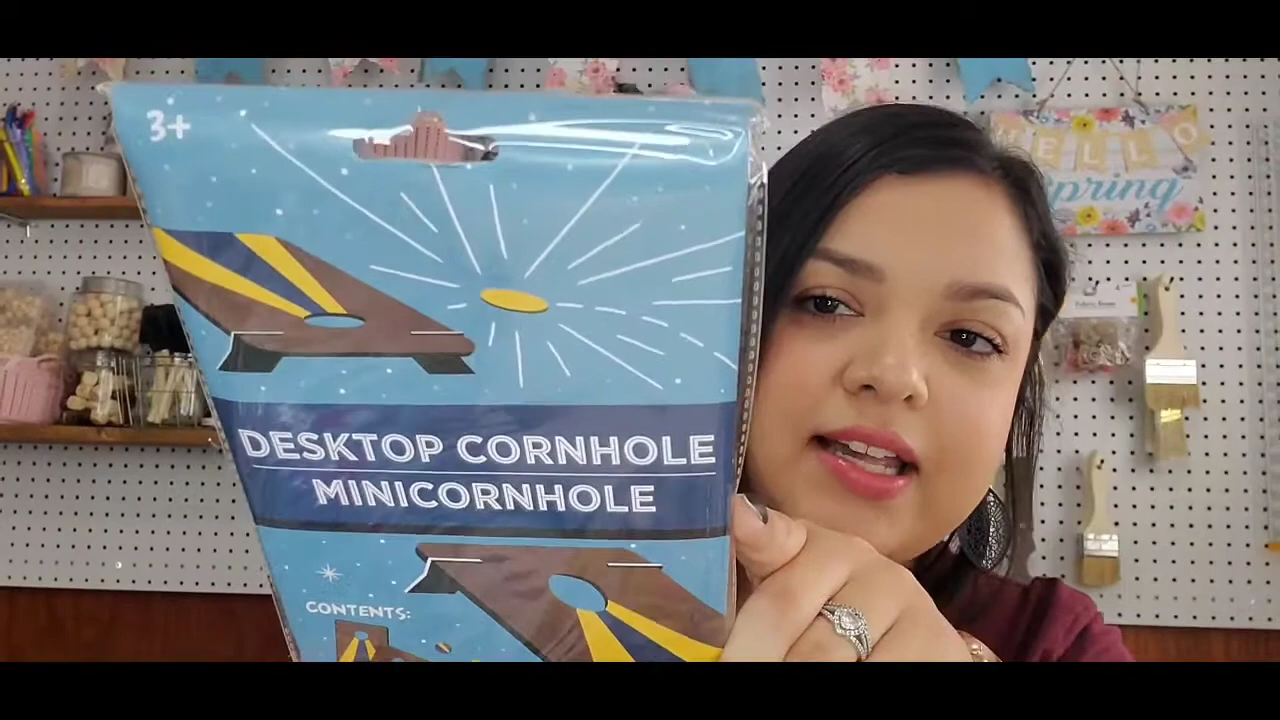 3+
DESKTOP CORNHOLE
MINICORNHOLE
CONTENTS:
HELLO
Spring